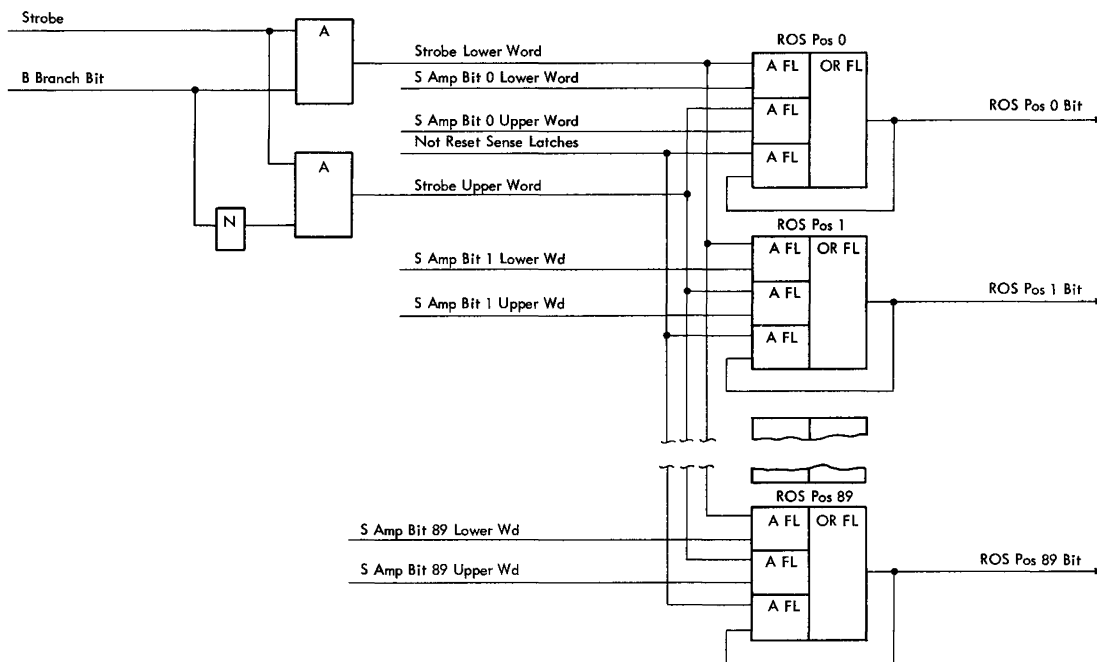 Strobe
A
B Branch Bit
A
N
Strobe Lower Word
S Amp Bit 0 Lower Word
S Amp Bit 0 Upper Word
Not Reset Sense Latches
Strobe Upper Word
ROS Pos 0
A FL
OR FL
A FL
A FL
ROS Pos 0 Bit
S Amp Bit 1 Lower Wd
S Amp Bit 1 Upper Wd
ROS Pos 1
A FL
OR FL
A FL
A FL
ROS Pos 1 Bit
S Amp Bit 89 Lower Wd
S Amp Bit 89 Upper Wd
ROS Pos 89
A FL
OR FL
A FL
A FL
ROS Pos 89 Bit